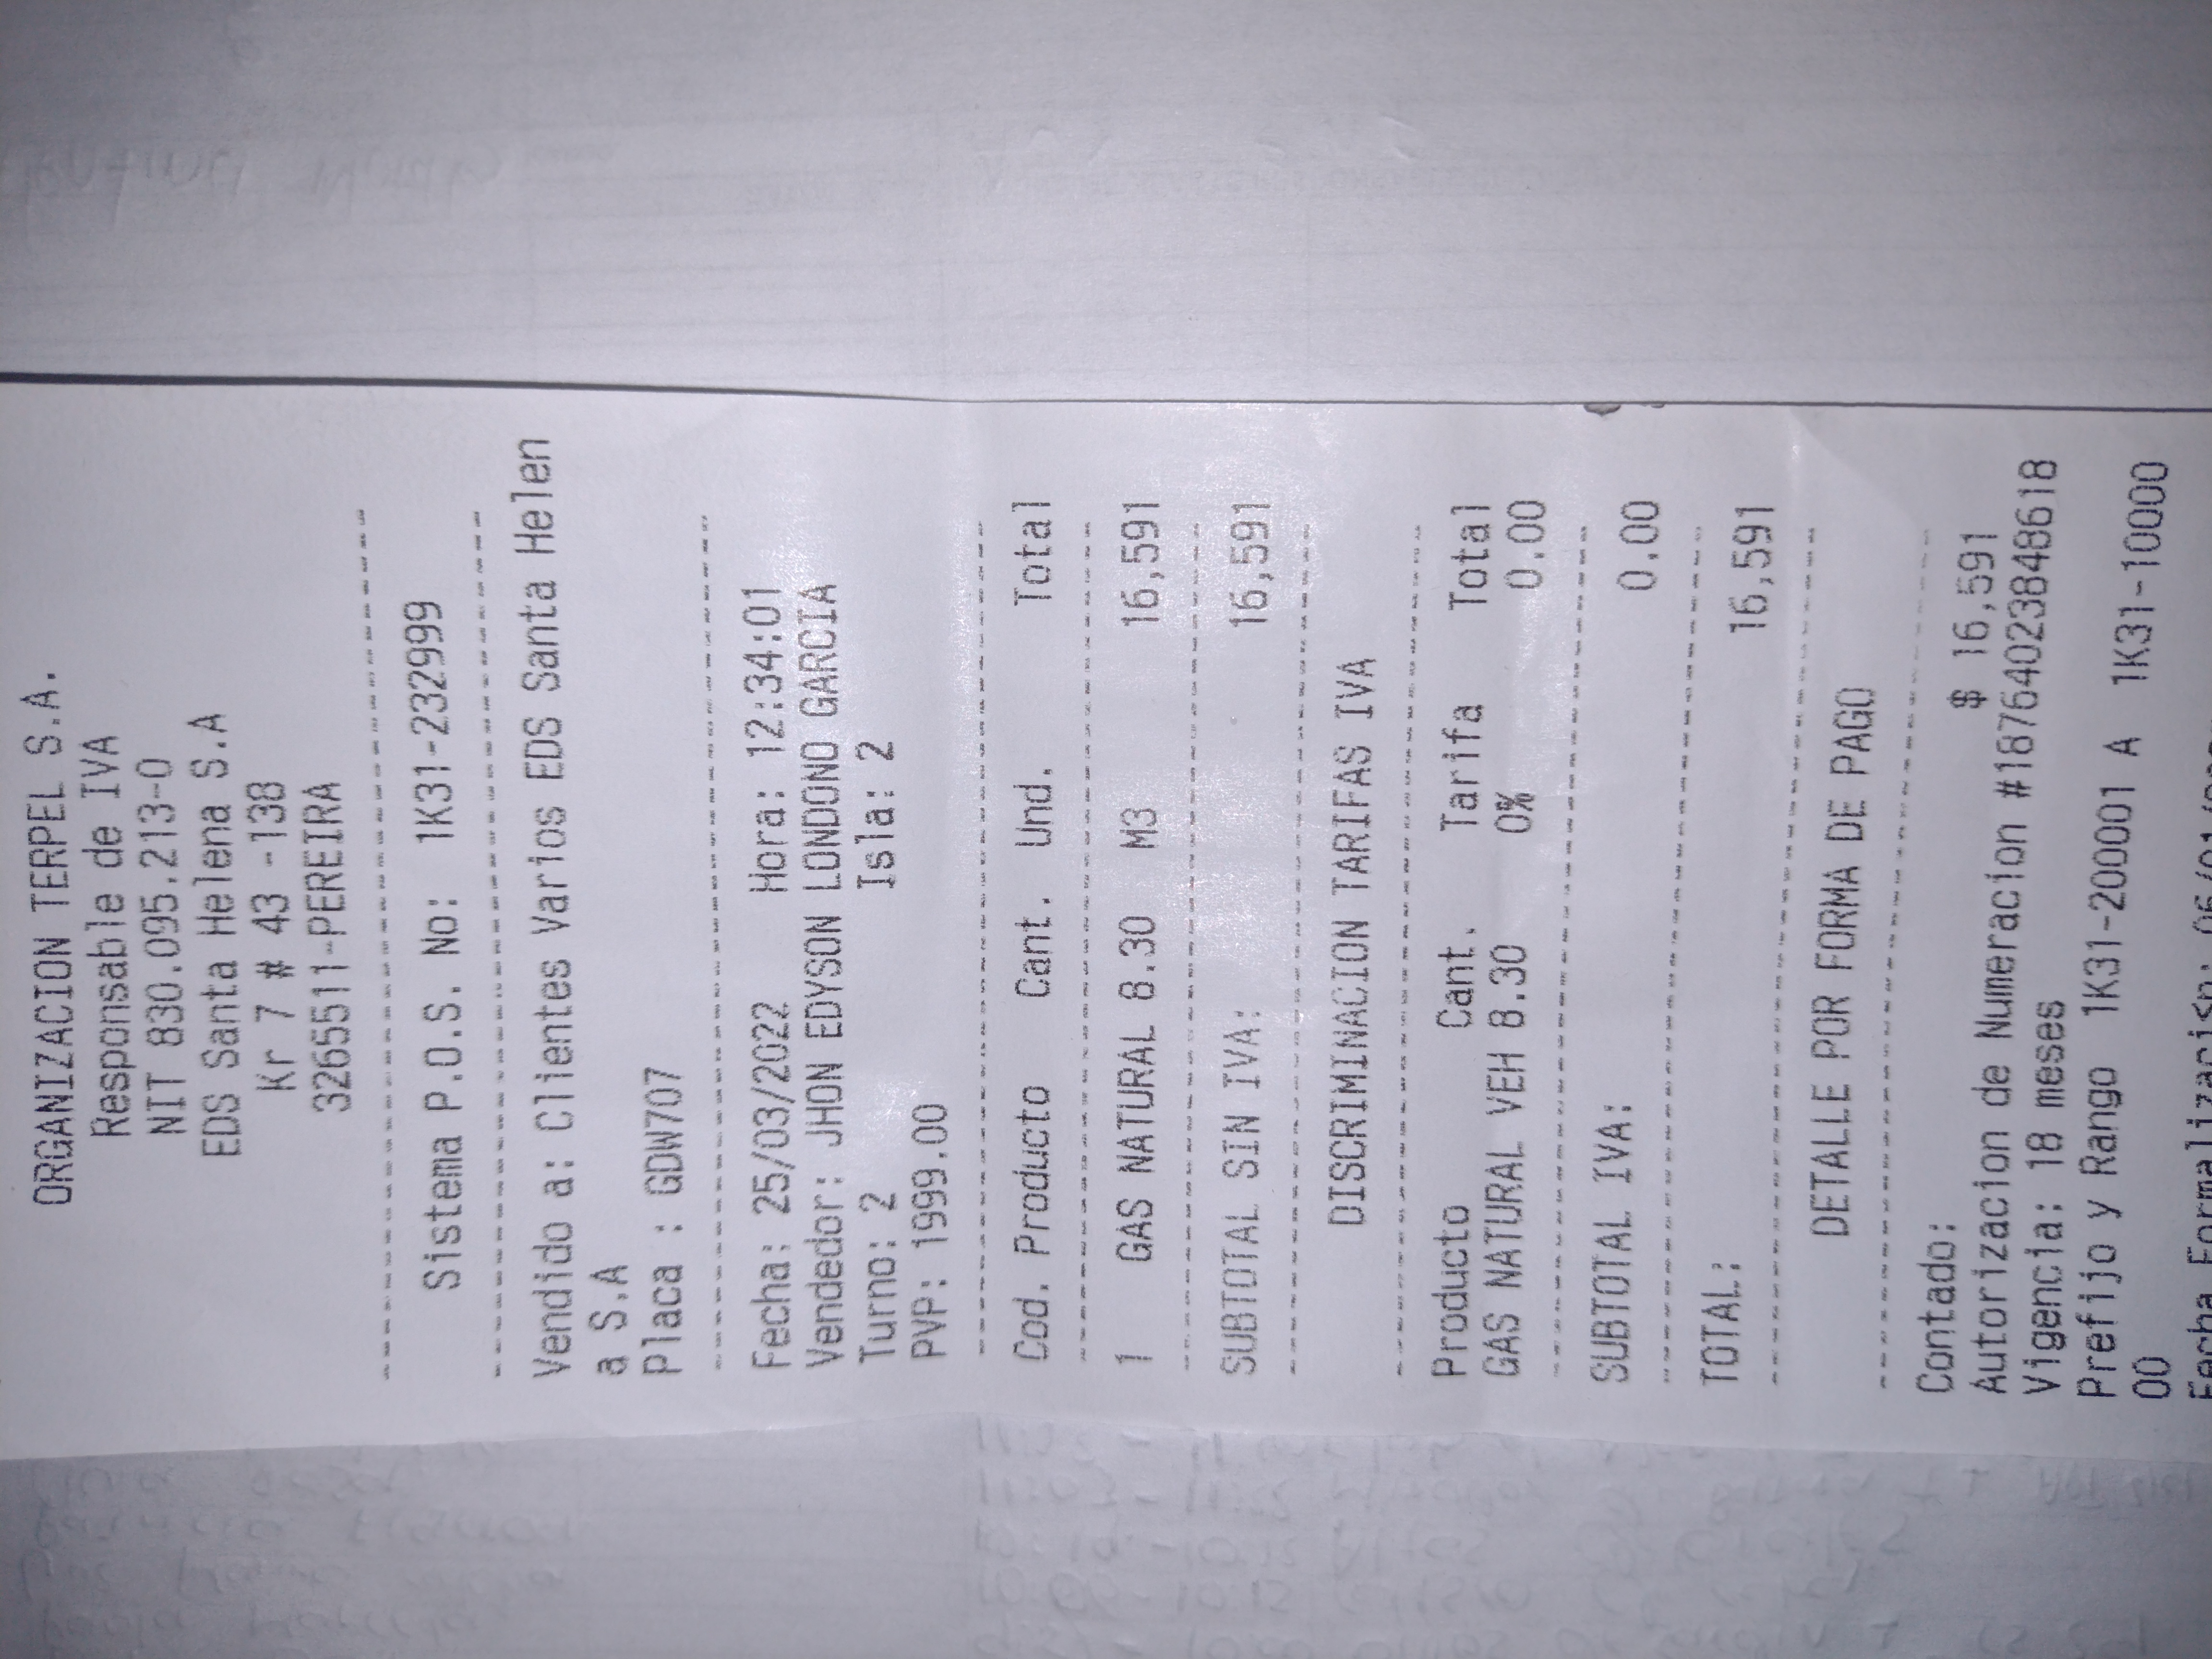 ORGANIZACION TERPEL S.A.
Responsable de IVA
NIT 830.095.213-0
EDS Santa Helena S.A
Kr 7 # 43 -138
3265511-PEREIRA
Sistema P.O.S. No: 1K31-232999
Vendido a: Clientes Varios EDS Santa Helen
a S.A
Placa : GDW707
Fecha: 25/03/2022 Hora: 12:34:01
Vendedor: JHON EDYSON LONDONO GARCIA
Turno: 2 Isla: 2
PVP: 1999.00
Cod. Producto Cant. Und. Total
1 GAS NATURAL 8.30 M3 16,591
SUBTOTAL SIN IVA: 16,591
DISCRIMINACION TARIFAS IVA
Producto Cant. Tarifa Total
GAS NATURAL VEH 8.30 0% 0.00
SUBTOTAL IVA: 0.00
TOTAL: 16,591
DETALLE POR FORMA DE PAGO
Contado: $ 16,591
Autorizacion de Numeracion #18764023848618
Vigencia: 18 meses
Prefijo y Rango 1K31-200001 A 1K31-10000
00
Fecha